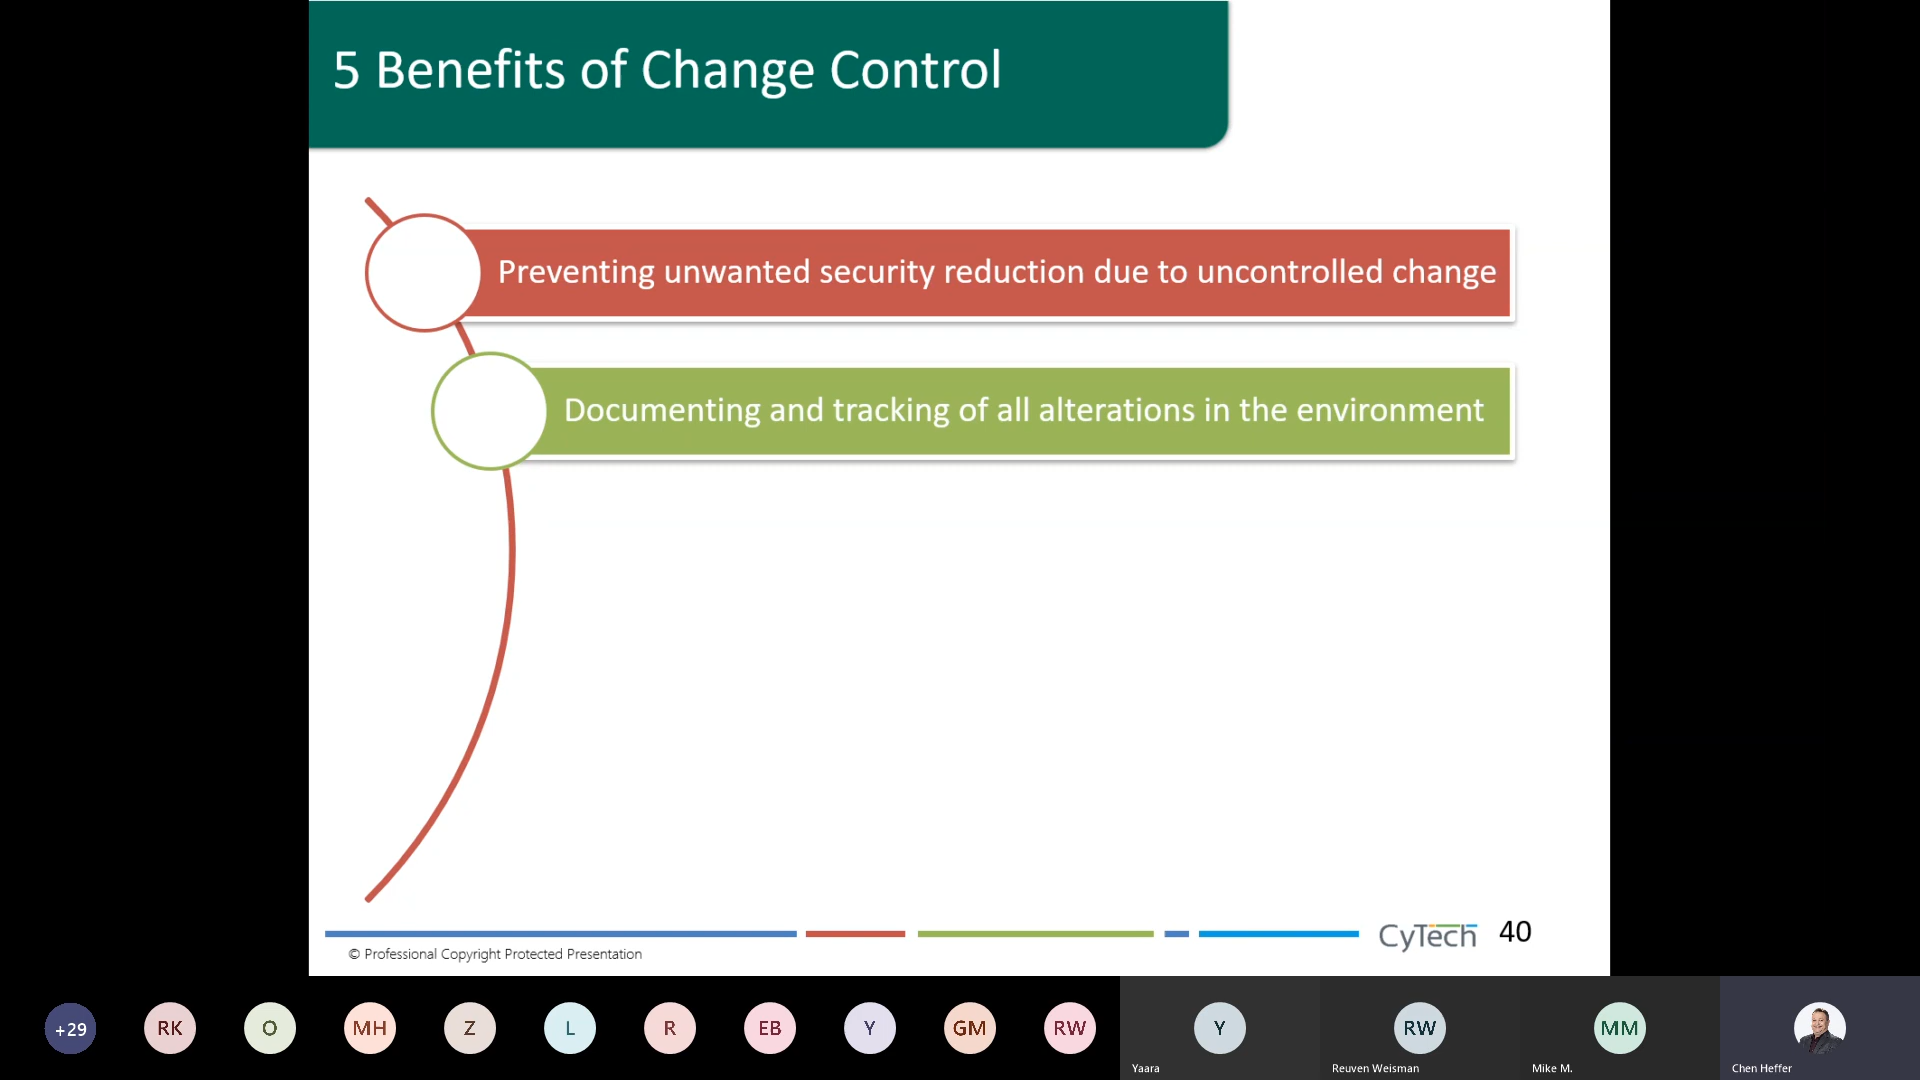 5 Benefits of Change Control
Preventing unwanted security reduction due to uncontrolled change
Documenting and tracking of all alterations in the environment
CyTech 40
© Professional Copyright Protected Presentation
+29 RK O MH Z L R EB Y GM RW Y RW MM
Yaara Reuven Weisman Mike M. Chen Heffer